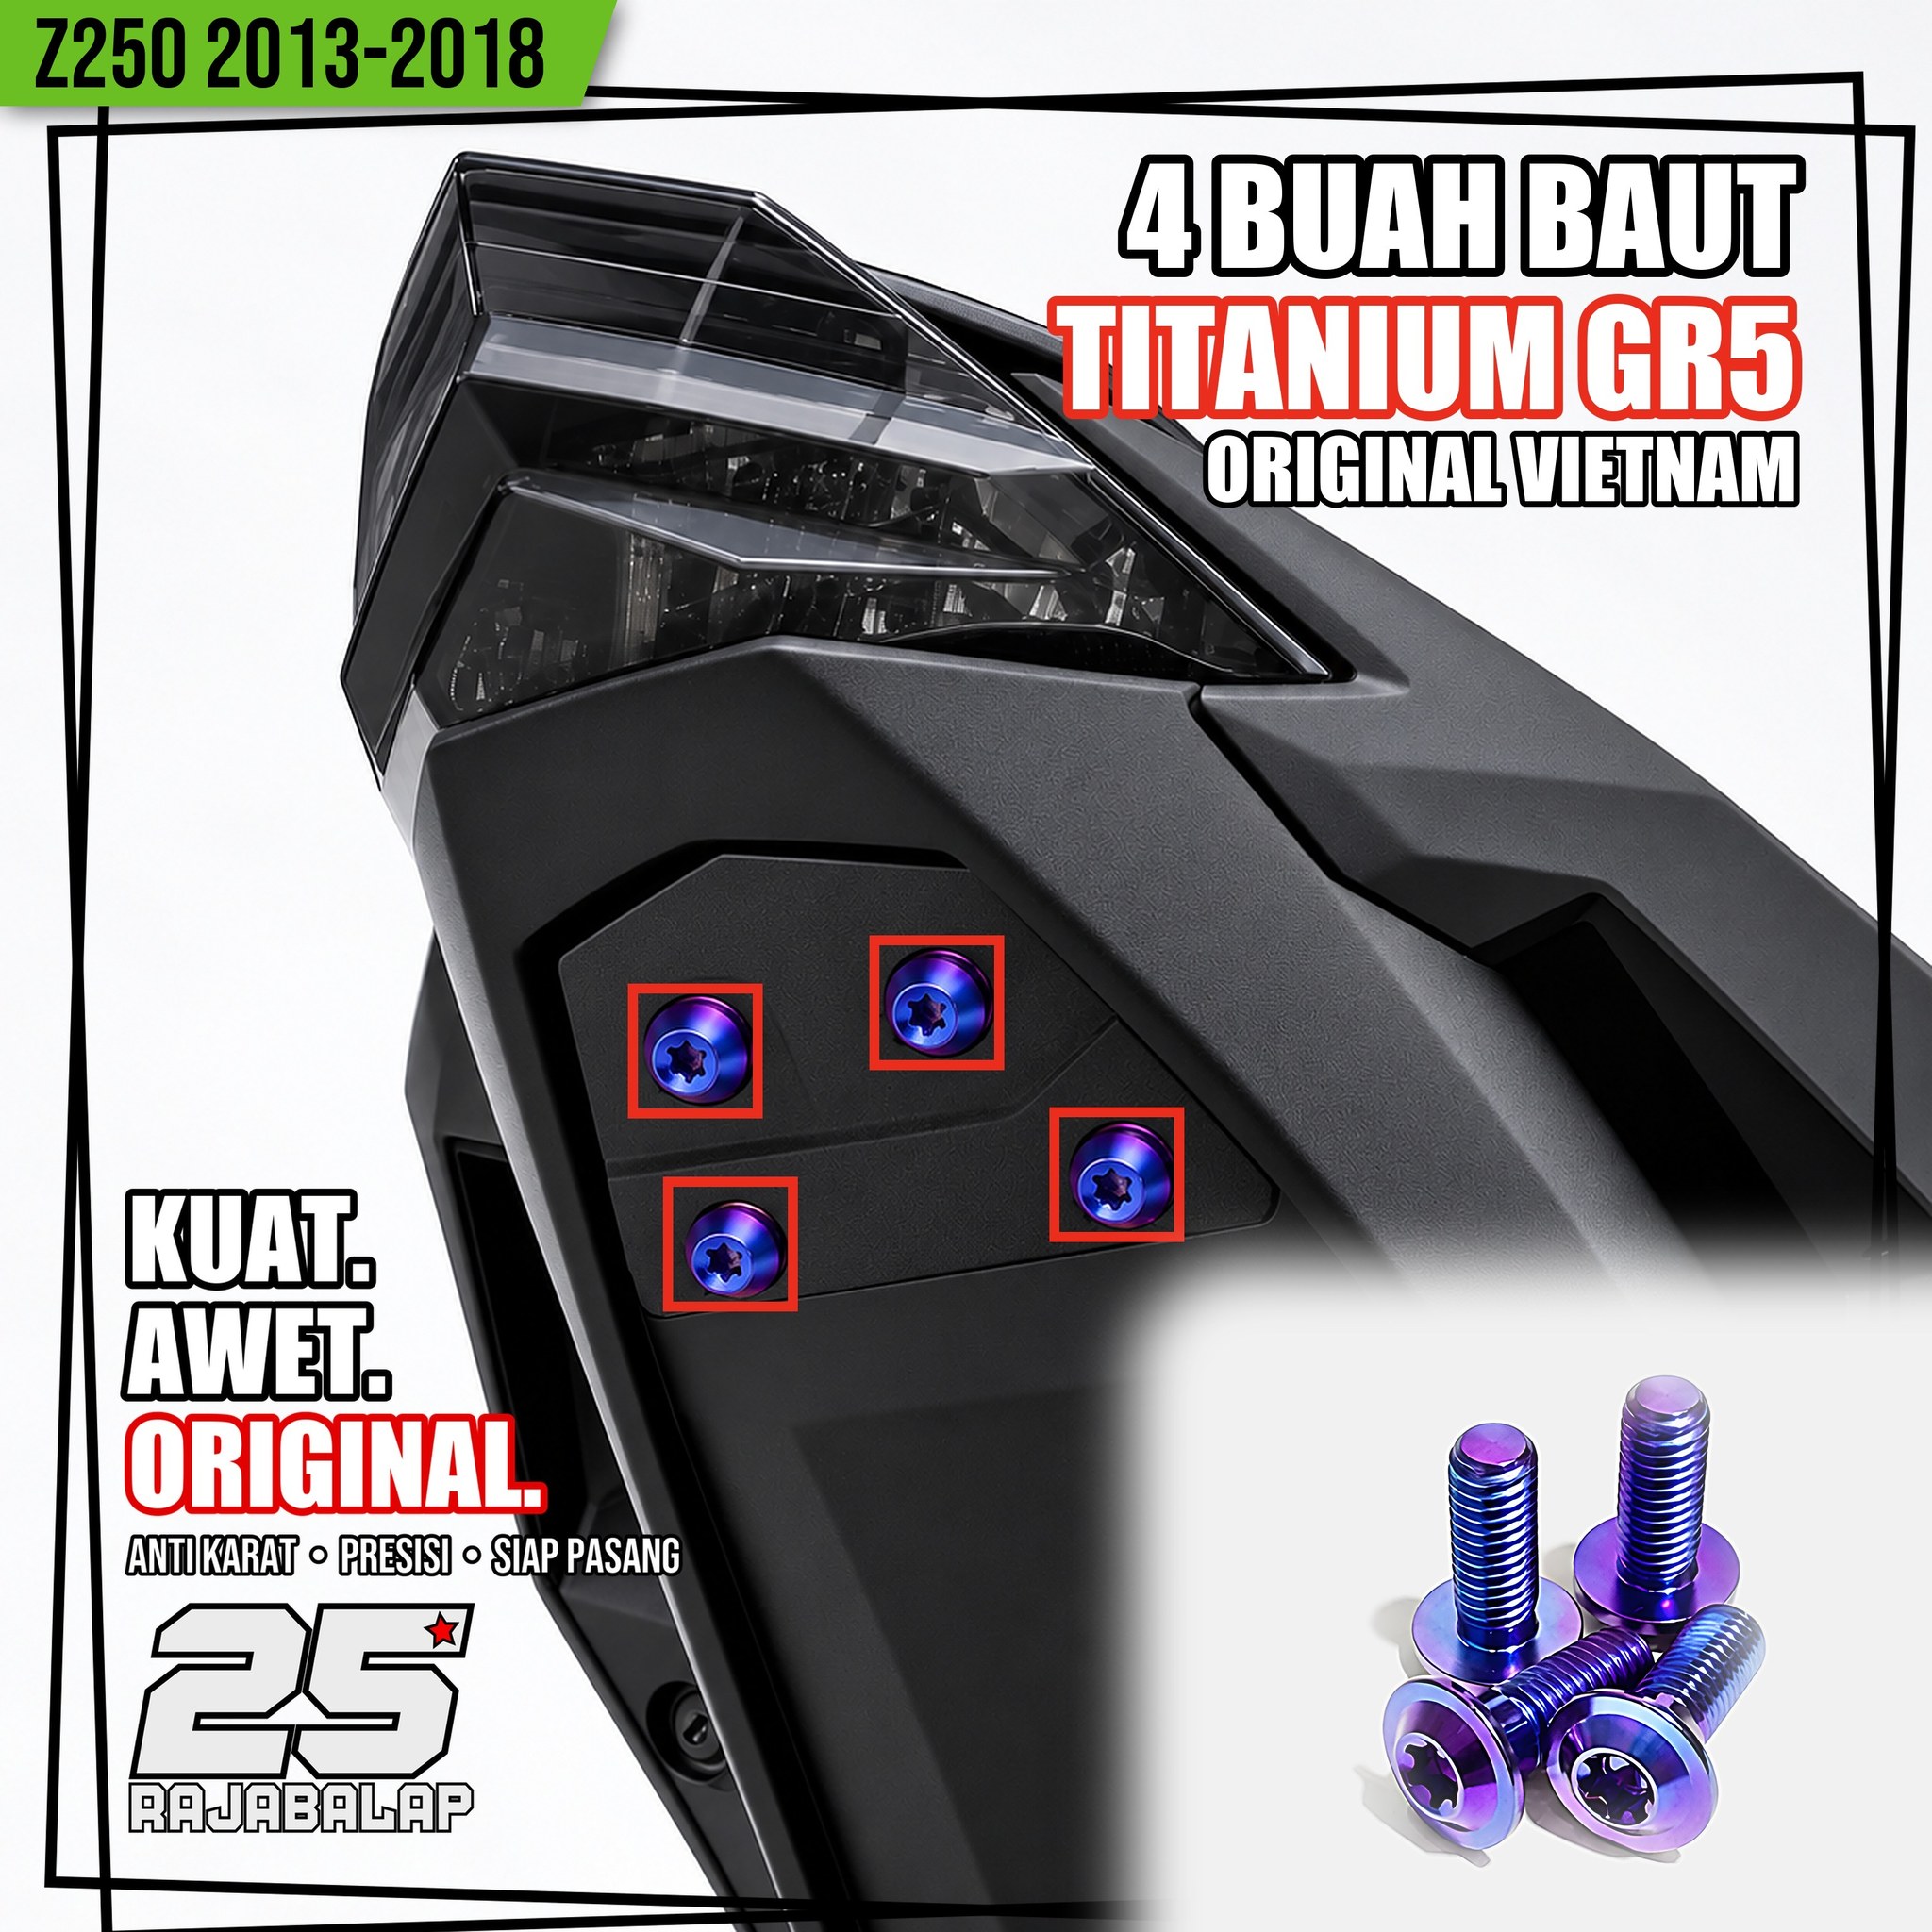 Z250 2013-2018
4 BUAH BAUT
TITANIUM GR5
ORIGINAL VIETNAM
KUAT.
AWET.
ORIGINAL.
ANTI KARAT • PRESISI • SIAP PASANG
25
RAJABALAP